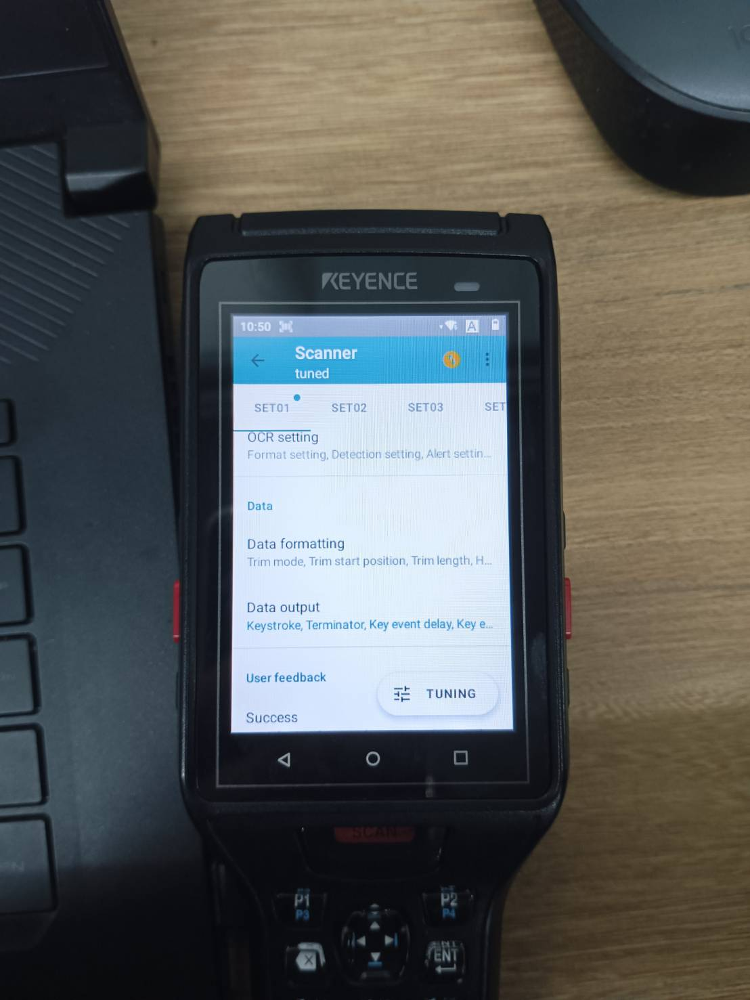 KEYENCE
10:50
A
Scanner
tuned
SET01
SET02
SET03
SET
OCR setting
Format setting, Detection setting, Alert settin...
Data
Data formatting
Trim mode, Trim start position, Trim length, H...
Data output
Keystroke, Terminator, Key event delay, Key e...
User feedback
TUNING
Success
SCAN
P1
P3
P2
P4
ENT